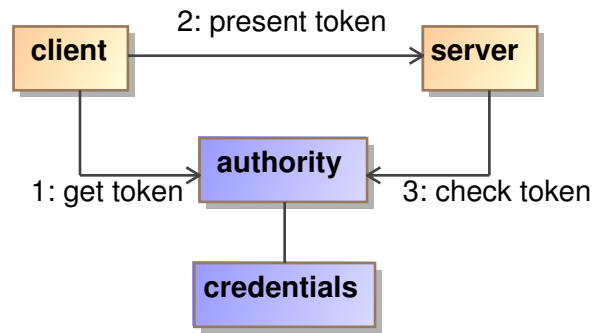 2: present token
client
server
authority
1: get token
3: check token
credentials